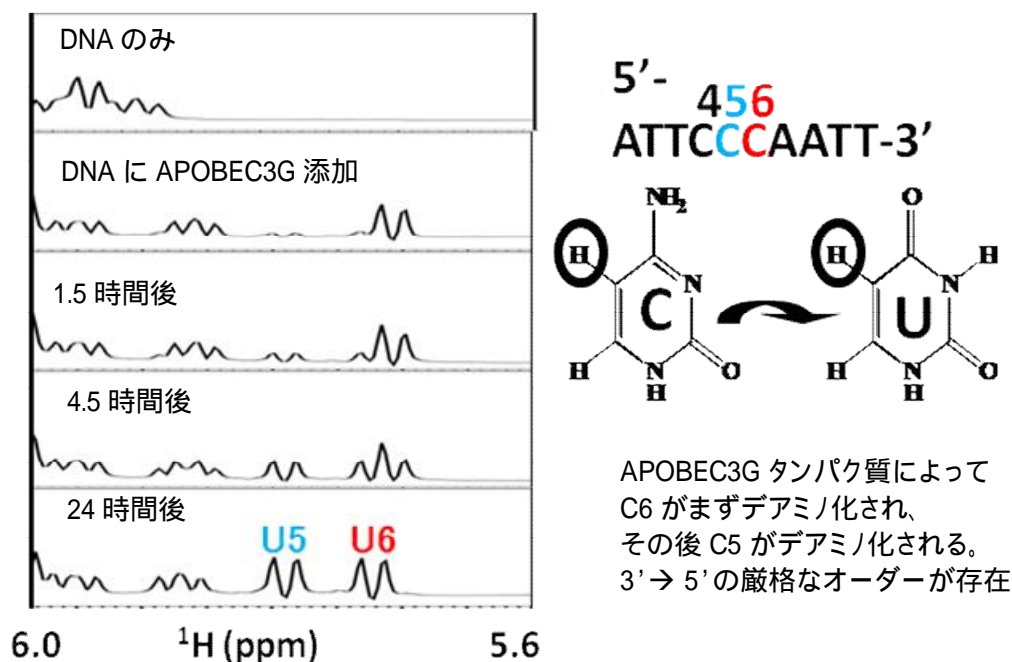 DNA のみ
DNA に APOBEC3G 添加
1.5 時間後
4.5 時間後
24 時間後
U5 U6
6.0 ¹H (ppm) 5.6
5’-
456
ATTCCCAATT-3’
NH₂
H
N
C
H
N
H
O
O
H
N
H
U
H
N
H
O
APOBEC3G タンパク質によって
C6 がまずデアミノ化され、
その後 C5 がデアミノ化される。
3’→ 5’の厳格なオーダーが存在